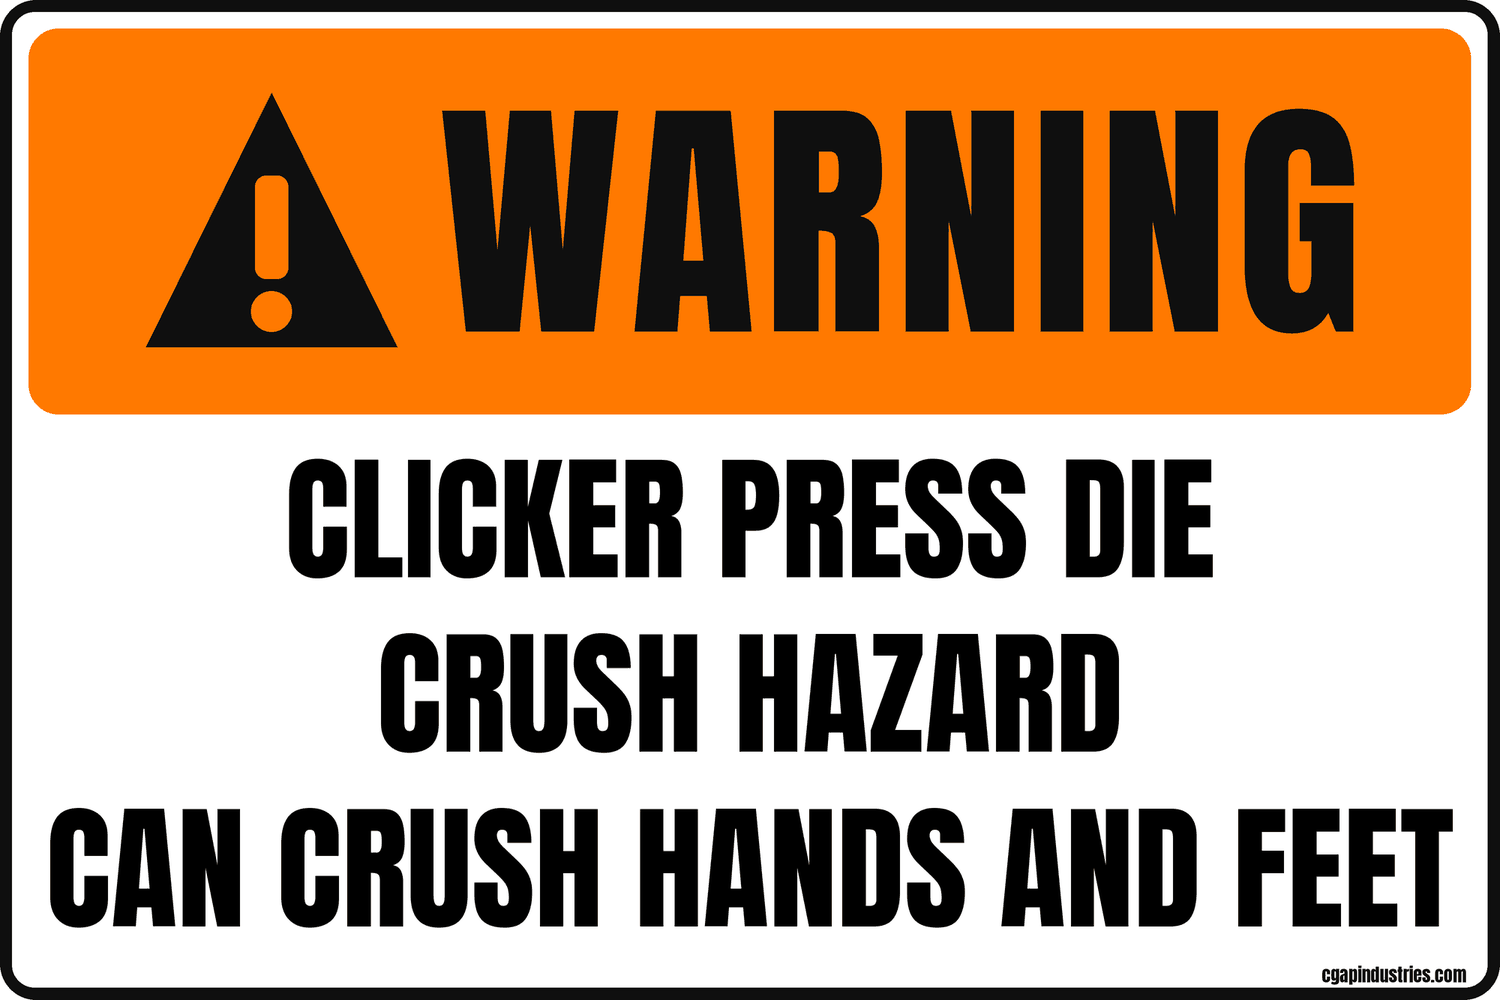 WARNING
CLICKER PRESS DIE
CRUSH HAZARD
CAN CRUSH HANDS AND FEET
cgapindustries.com